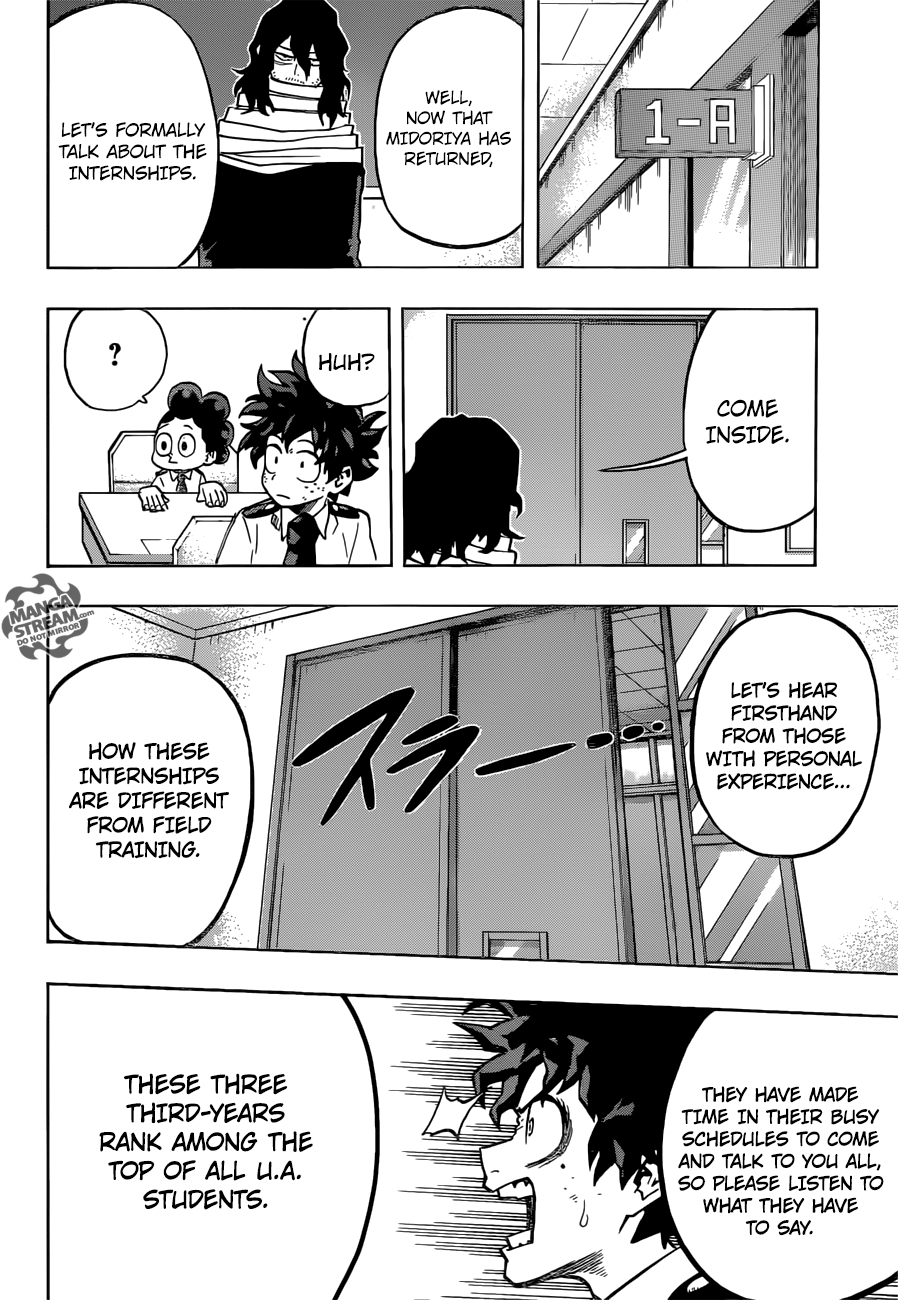 1-A
WELL,
NOW THAT
MIDORIYA HAS
RETURNED,
LET'S FORMALLY
TALK ABOUT THE
INTERNSHIPS.
COME
INSIDE.
HUH?
?
LET'S HEAR
FIRSTHAND
FROM THOSE
WITH PERSONAL
EXPERIENCE...
スラー...
HOW THESE
INTERNSHIPS
ARE DIFFERENT
FROM FIELD
TRAINING.
MANGA
STREAM.com
DO NOT MIRROR
THEY HAVE MADE
TIME IN THEIR BUSY
SCHEDULES TO COME
AND TALK TO YOU ALL,
SO PLEASE LISTEN TO
WHAT THEY HAVE
TO SAY.
THESE THREE
THIRD-YEARS
RANK AMONG THE
TOP OF ALL U.A.
STUDENTS.